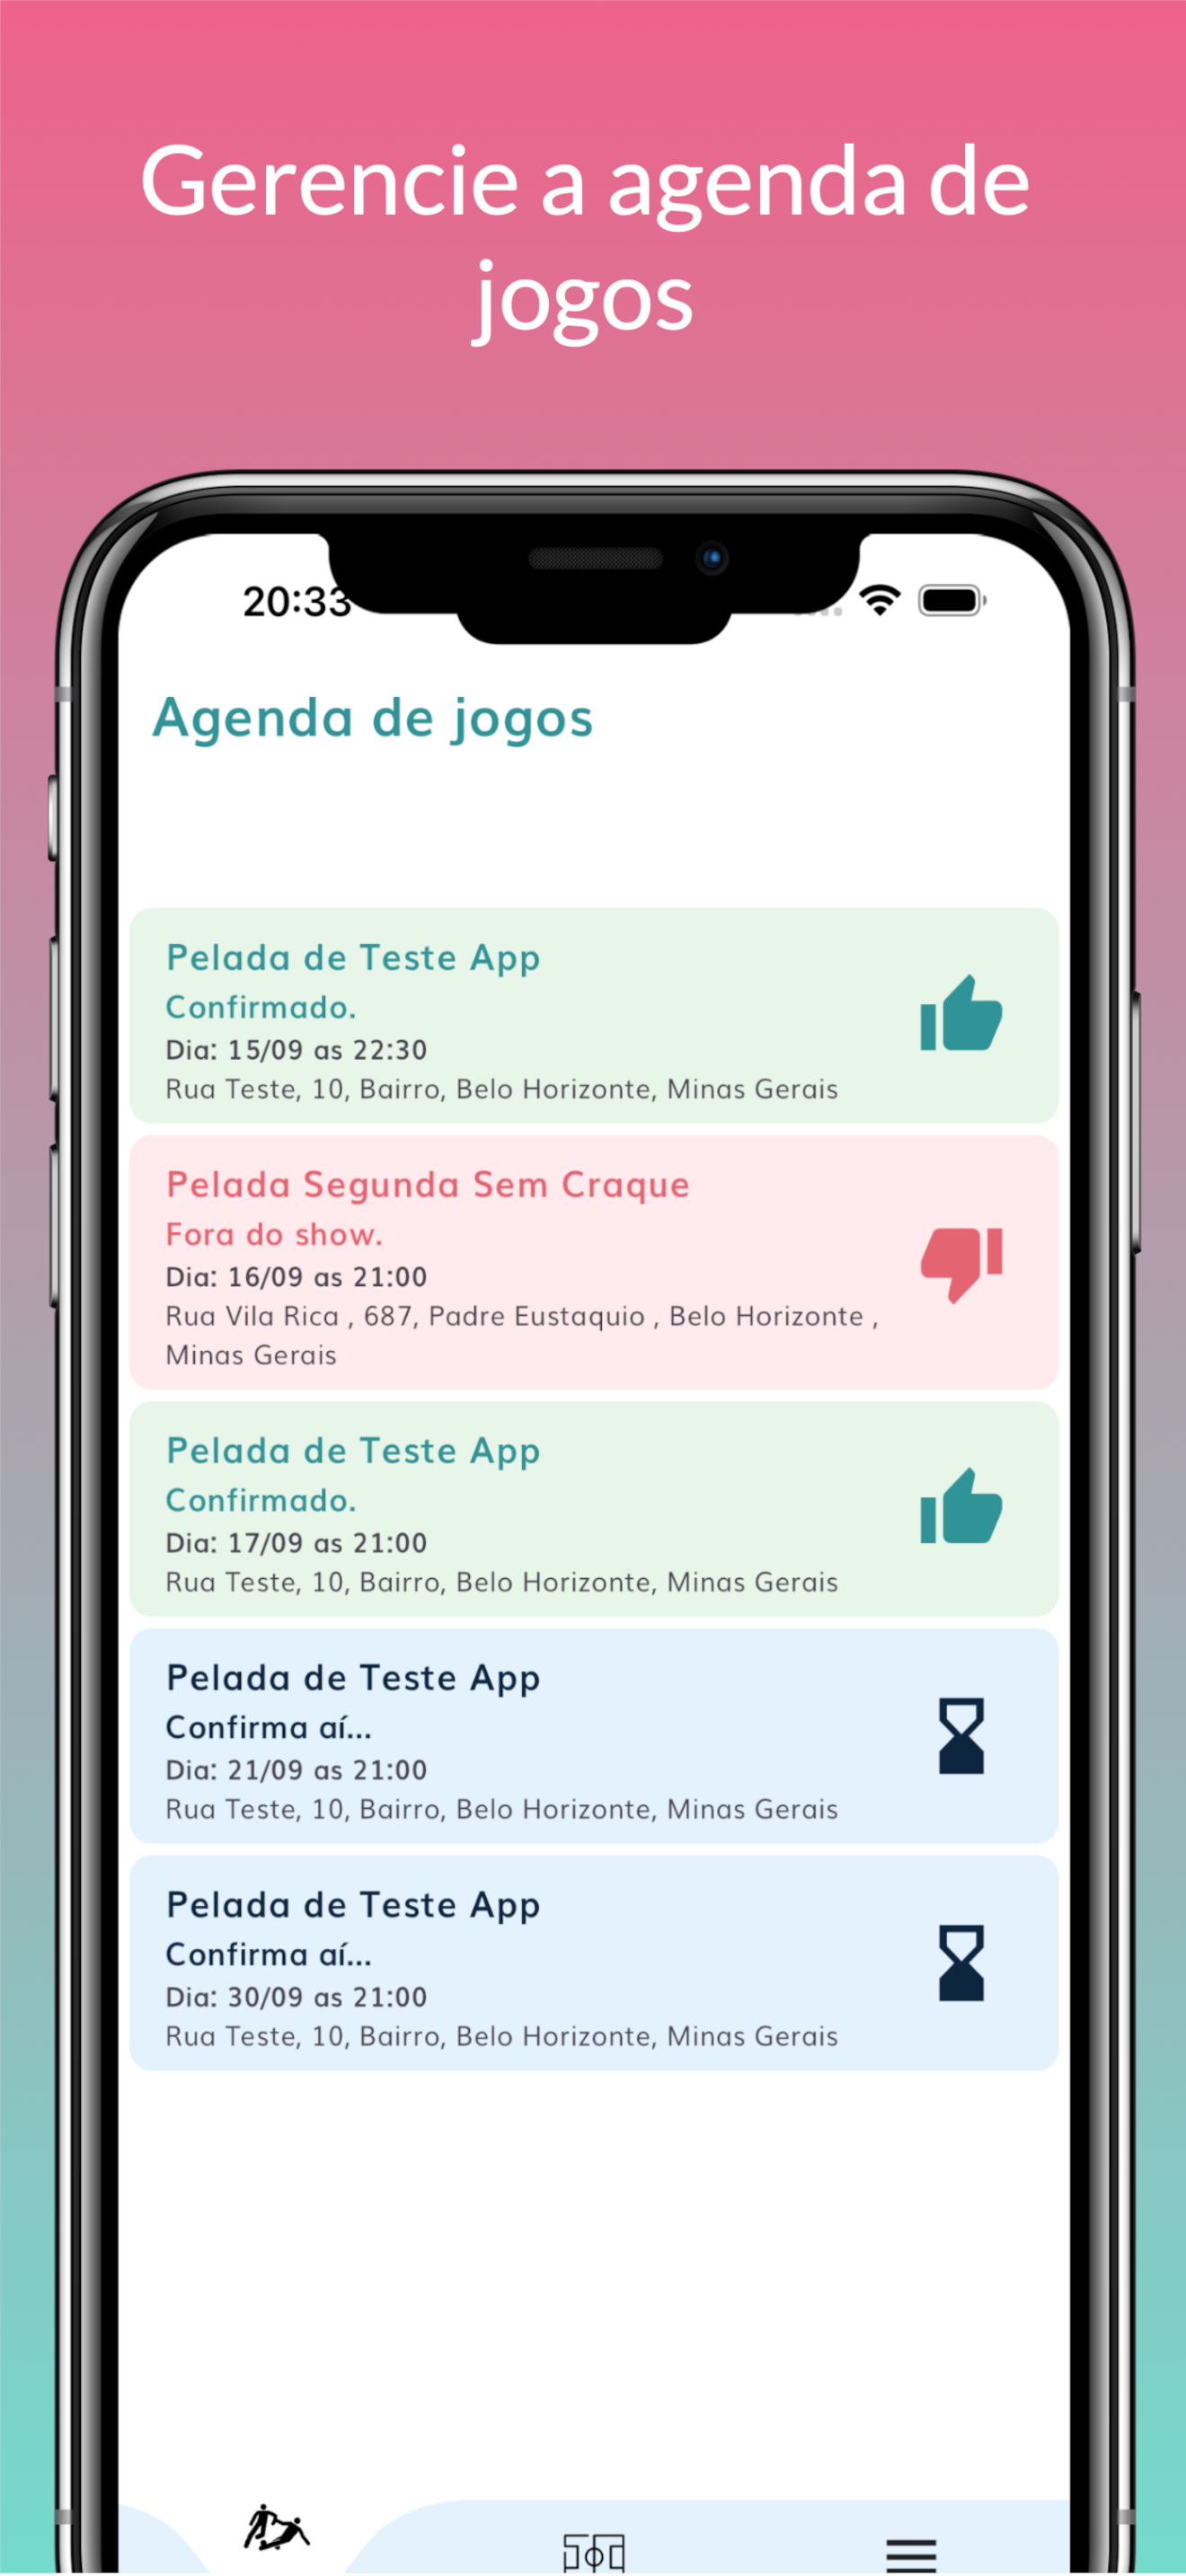 Gerencie a agenda de
jogos
20:33
Agenda de jogos
Pelada de Teste App
Confirmado.
Dia: 15/09 as 22:30
Rua Teste, 10, Bairro, Belo Horizonte, Minas Gerais
Pelada Segunda Sem Craque
Fora do show.
Dia: 16/09 as 21:00
Rua Vila Rica , 687, Padre Eustaquio , Belo Horizonte ,
Minas Gerais
Pelada de Teste App
Confirmado.
Dia: 17/09 as 21:00
Rua Teste, 10, Bairro, Belo Horizonte, Minas Gerais
Pelada de Teste App
Confirma aí...
Dia: 21/09 as 21:00
Rua Teste, 10, Bairro, Belo Horizonte, Minas Gerais
Pelada de Teste App
Confirma aí...
Dia: 30/09 as 21:00
Rua Teste, 10, Bairro, Belo Horizonte, Minas Gerais